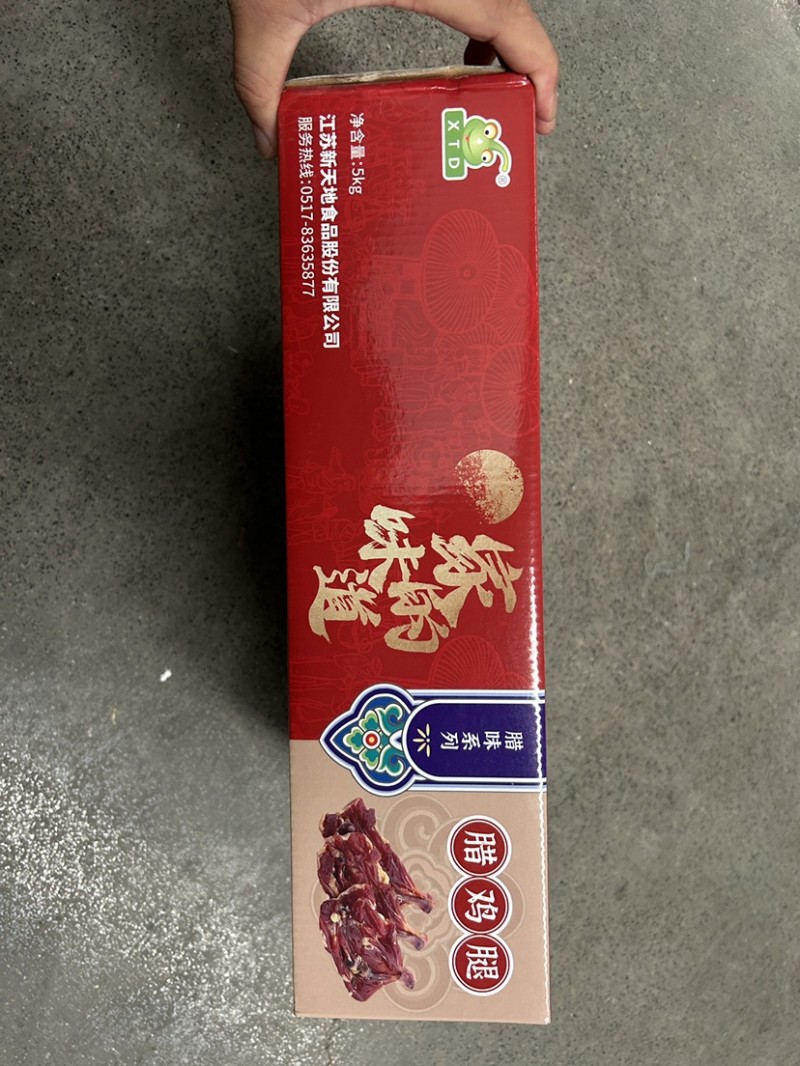 XTD
®
净含量:5kg
江苏新天地食品股份有限公司
服务热线:0517-83635877
家的
味道
腊味
系列
腊鸡腿